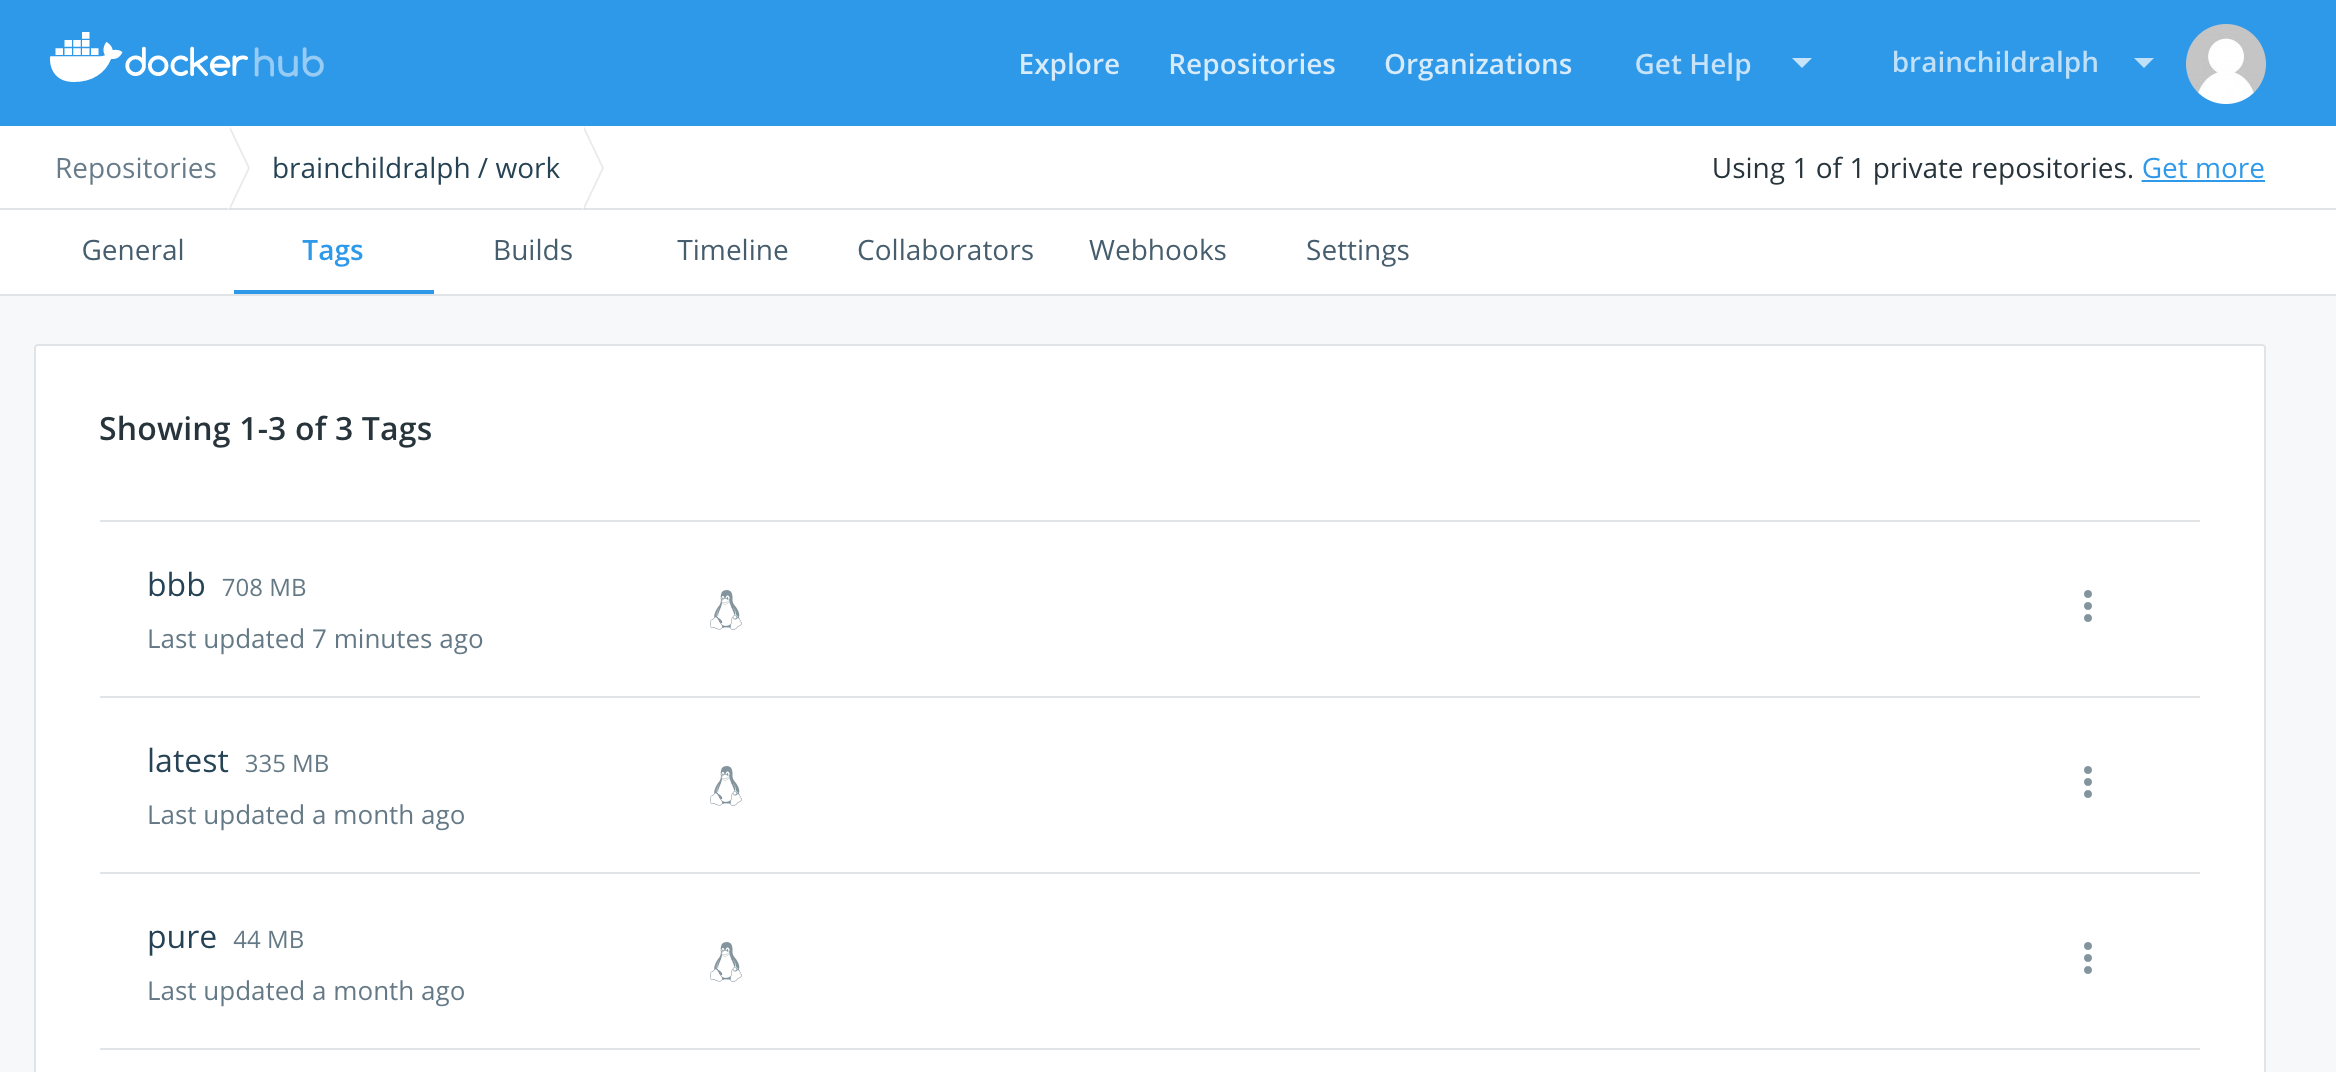 dockerhub
Explore Repositories Organizations Get Help brainchildralph
Repositories brainchildralph / work Using 1 of 1 private repositories. Get more
General Tags Builds Timeline Collaborators Webhooks Settings
Showing 1-3 of 3 Tags
bbb 708 MB
Last updated 7 minutes ago
latest 335 MB
Last updated a month ago
pure 44 MB
Last updated a month ago